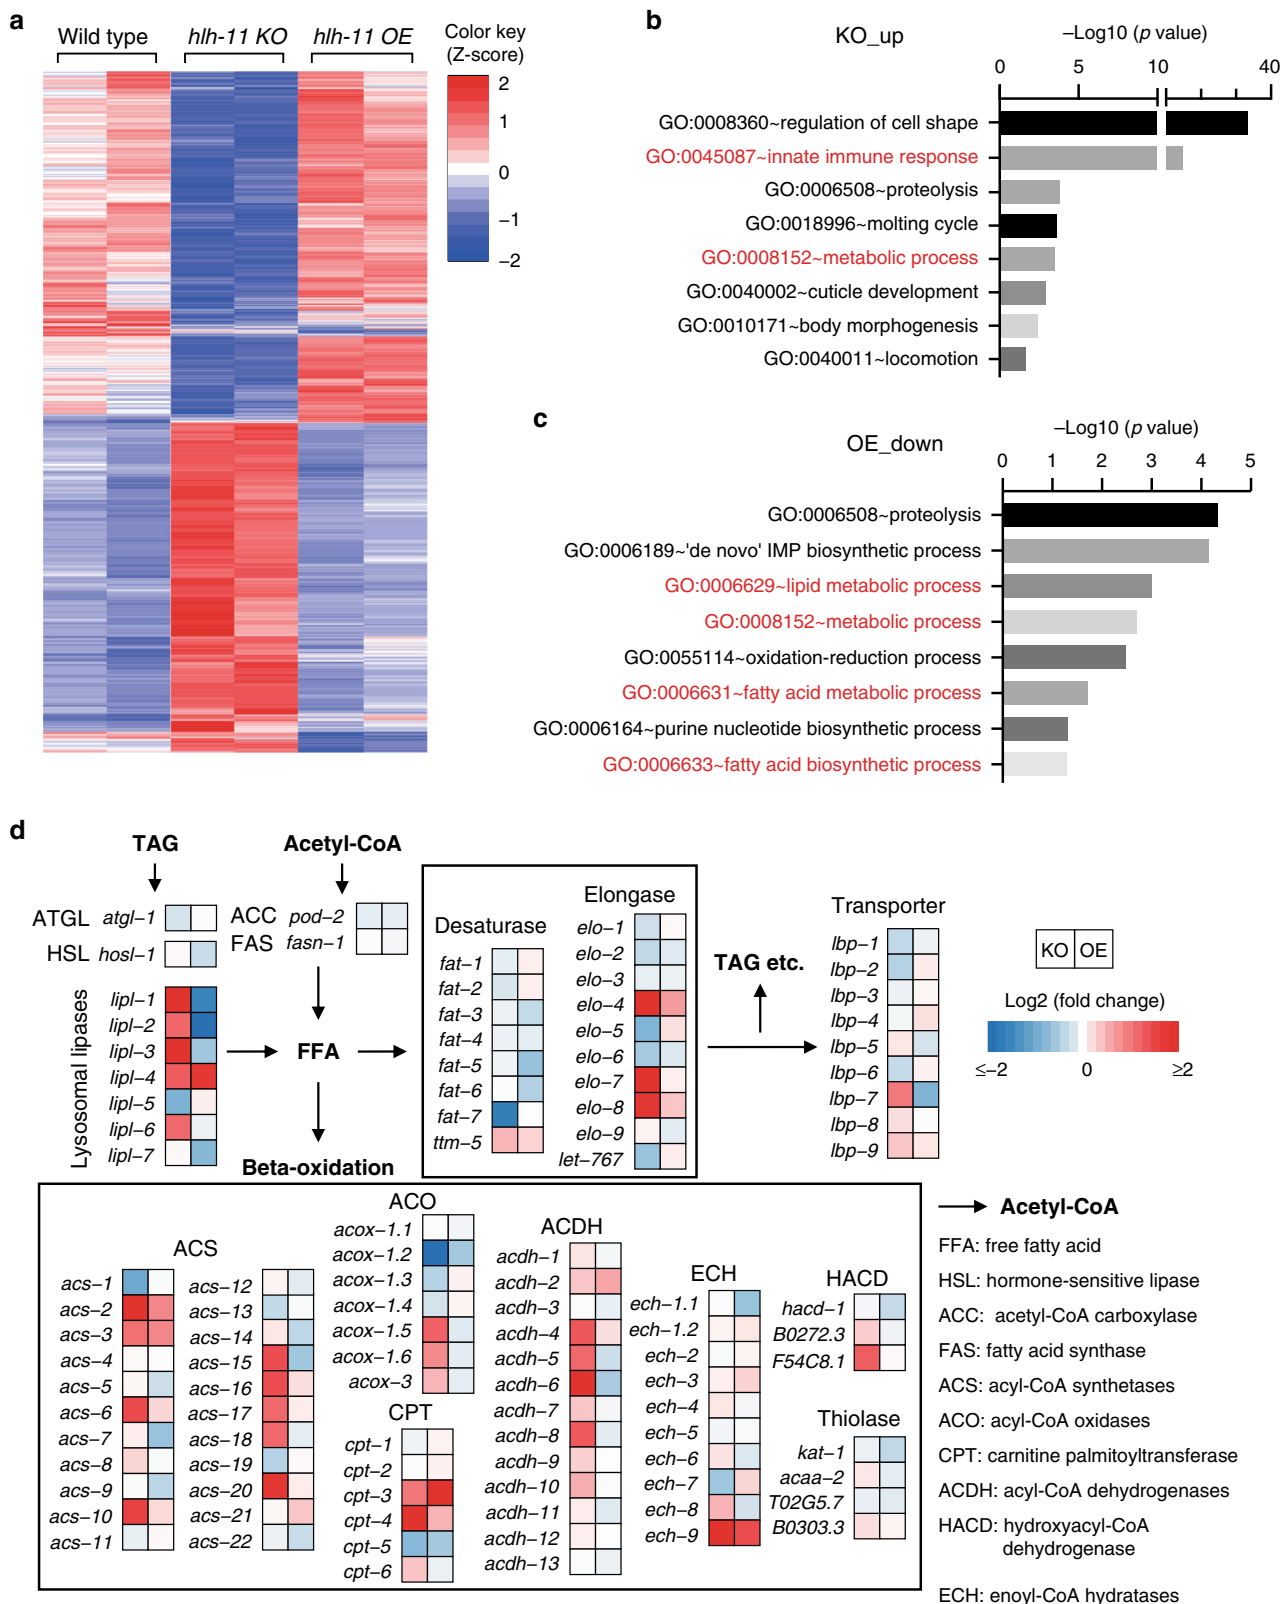 a
Wild type
hlh-11 KO
hlh-11 OE
Color key
(Z-score)
2
1
0
−1
−2
b
KO_up
−Log10 (p value)
0 5 10 40
GO:0008360~regulation of cell shape
GO:0045087~innate immune response
GO:0006508~proteolysis
GO:0018996~molting cycle
GO:0008152~metabolic process
GO:0040002~cuticle development
GO:0010171~body morphogenesis
GO:0040011~locomotion
c
OE_down
−Log10 (p value)
0 1 2 3 4 5
GO:0006508~proteolysis
GO:0006189~'de novo' IMP biosynthetic process
GO:0006629~lipid metabolic process
GO:0008152~metabolic process
GO:0055114~oxidation-reduction process
GO:0006631~fatty acid metabolic process
GO:0006164~purine nucleotide biosynthetic process
GO:0006633~fatty acid biosynthetic process
d
TAG
ATGL atgl−1
HSL hosl−1
Lysosomal lipases
lipl−1
lipl−2
lipl−3
lipl−4
lipl−5
lipl−6
lipl−7
Acetyl-CoA
ACC pod−2
FAS fasn−1
FFA
Beta-oxidation
Desaturase
fat−1
fat−2
fat−3
fat−4
fat−5
fat−6
fat−7
ttm−5
Elongase
elo−1
elo−2
elo−3
elo−4
elo−5
elo−6
elo−7
elo−8
elo−9
let−767
TAG etc.
Transporter
lbp−1
lbp−2
lbp−3
lbp−4
lbp−5
lbp−6
lbp−7
lbp−8
lbp−9
KO OE
Log2 (fold change)
≤−2 0 ≥2
ACS
acs−1
acs−2
acs−3
acs−4
acs−5
acs−6
acs−7
acs−8
acs−9
acs−10
acs−11
acs−12
acs−13
acs−14
acs−15
acs−16
acs−17
acs−18
acs−19
acs−20
acs−21
acs−22
ACO
acox−1.1
acox−1.2
acox−1.3
acox−1.4
acox−1.5
acox−1.6
acox−3
CPT
cpt−1
cpt−2
cpt−3
cpt−4
cpt−5
cpt−6
ACDH
acdh−1
acdh−2
acdh−3
acdh−4
acdh−5
acdh−6
acdh−7
acdh−8
acdh−9
acdh−10
acdh−11
acdh−12
acdh−13
ECH
ech−1.1
ech−1.2
ech−2
ech−3
ech−4
ech−5
ech−6
ech−7
ech−8
ech−9
HACD
hacd−1
B0272.3
F54C8.1
Thiolase
kat−1
acaa−2
T02G5.7
B0303.3
Acetyl-CoA
FFA: free fatty acid
HSL: hormone-sensitive lipase
ACC: acetyl-CoA carboxylase
FAS: fatty acid synthase
ACS: acyl-CoA synthetases
ACO: acyl-CoA oxidases
CPT: carnitine palmitoyltransferase
ACDH: acyl-CoA dehydrogenases
HACD: hydroxyacyl-CoA
dehydrogenase
ECH: enoyl-CoA hydratases